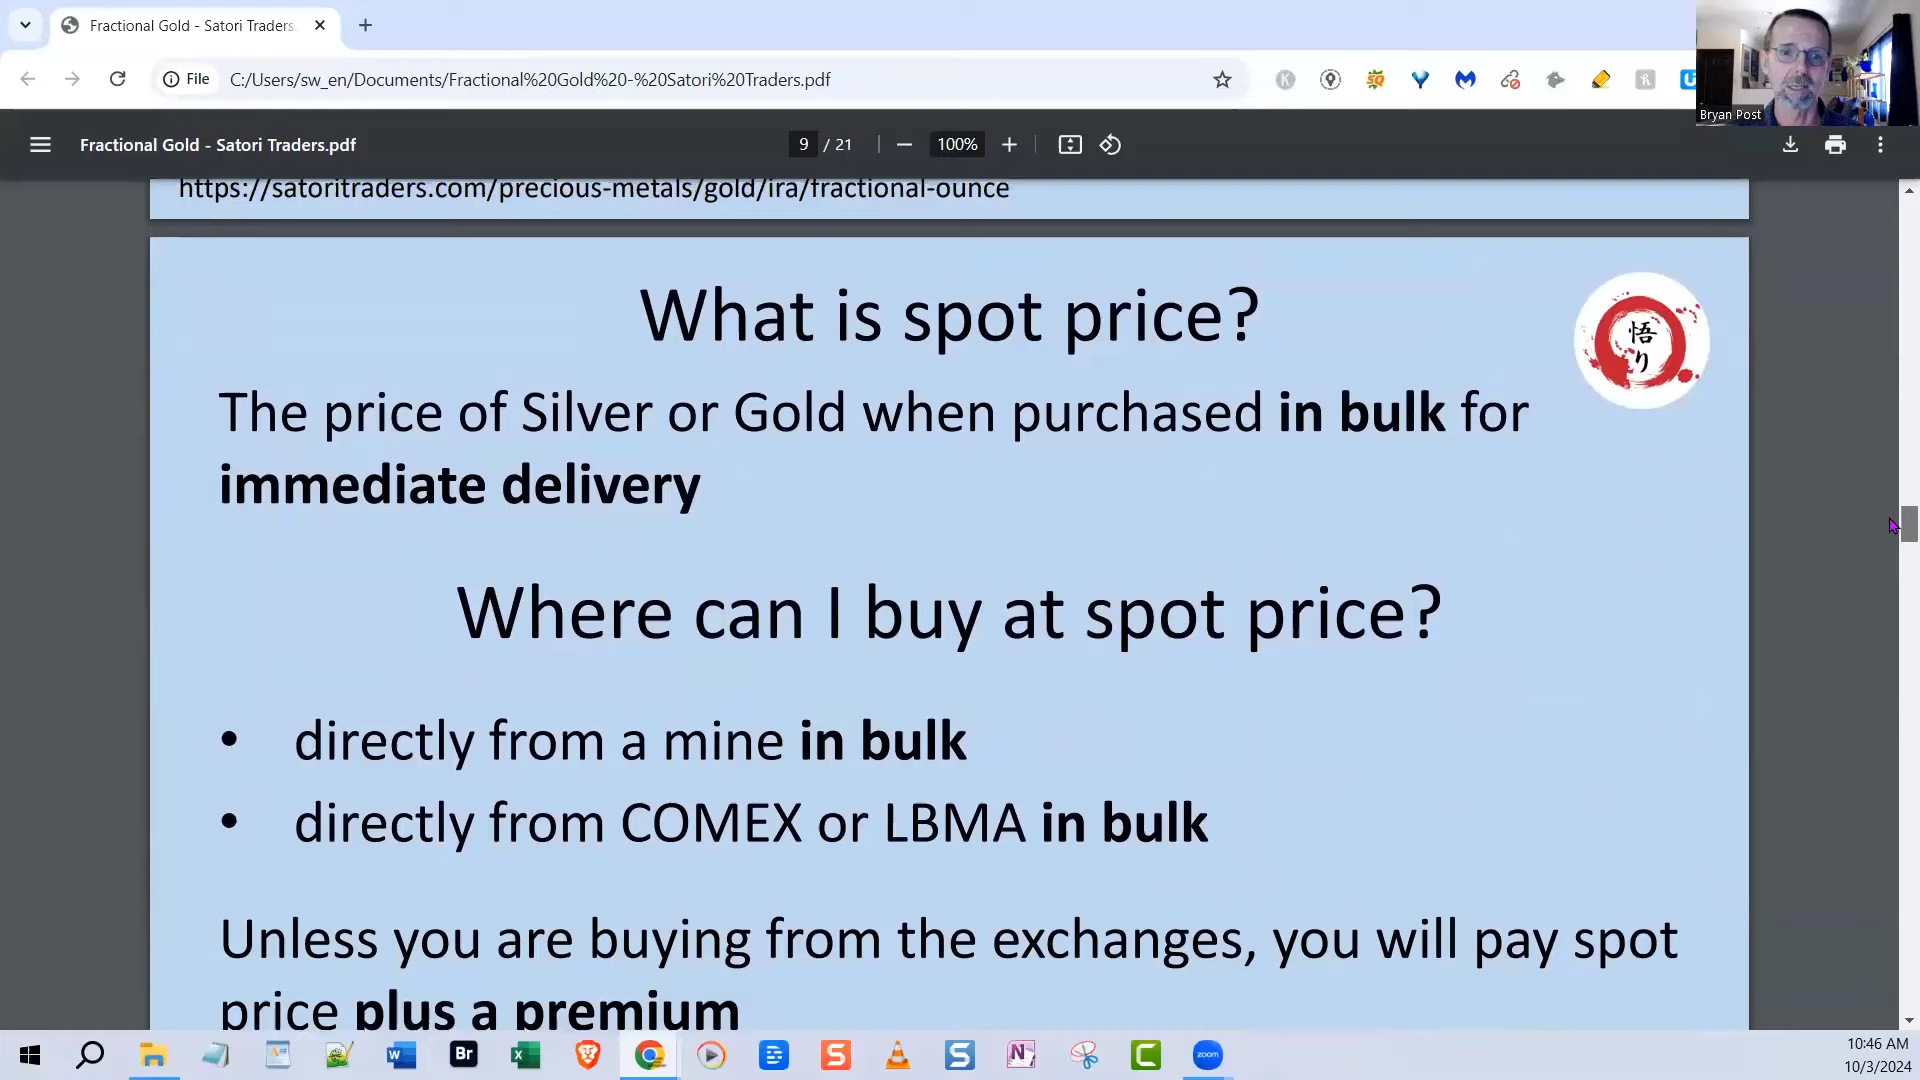 Fractional Gold - Satori Traders.
File
C:/Users/sw_en/Documents/Fractional%20Gold%20-%20Satori%20Traders.pdf
Bryan Post
Fractional Gold - Satori Traders.pdf
9 / 21
100%
https://satoritraders.com/precious-metals/gold/ira/fractional-ounce
What is spot price?
悟り
The price of Silver or Gold when purchased in bulk for
immediate delivery
Where can I buy at spot price?
• directly from a mine in bulk
• directly from COMEX or LBMA in bulk
Unless you are buying from the exchanges, you will pay spot
price plus a premium
Br
zoom
10:46 AM
10/3/2024